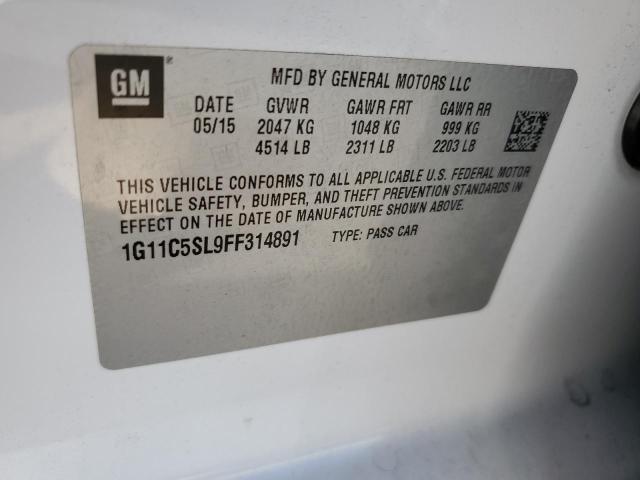 GM®
MFD BY GENERAL MOTORS LLC
DATE GVWR GAWR FRT GAWR RR
05/15 2047 KG 1048 KG 999 KG
4514 LB 2311 LB 2203 LB
THIS VEHICLE CONFORMS TO ALL APPLICABLE U.S. FEDERAL MOTOR
VEHICLE SAFETY, BUMPER, AND THEFT PREVENTION STANDARDS IN
EFFECT ON THE DATE OF MANUFACTURE SHOWN ABOVE.
1G11C5SL9FF314891 TYPE: PASS CAR